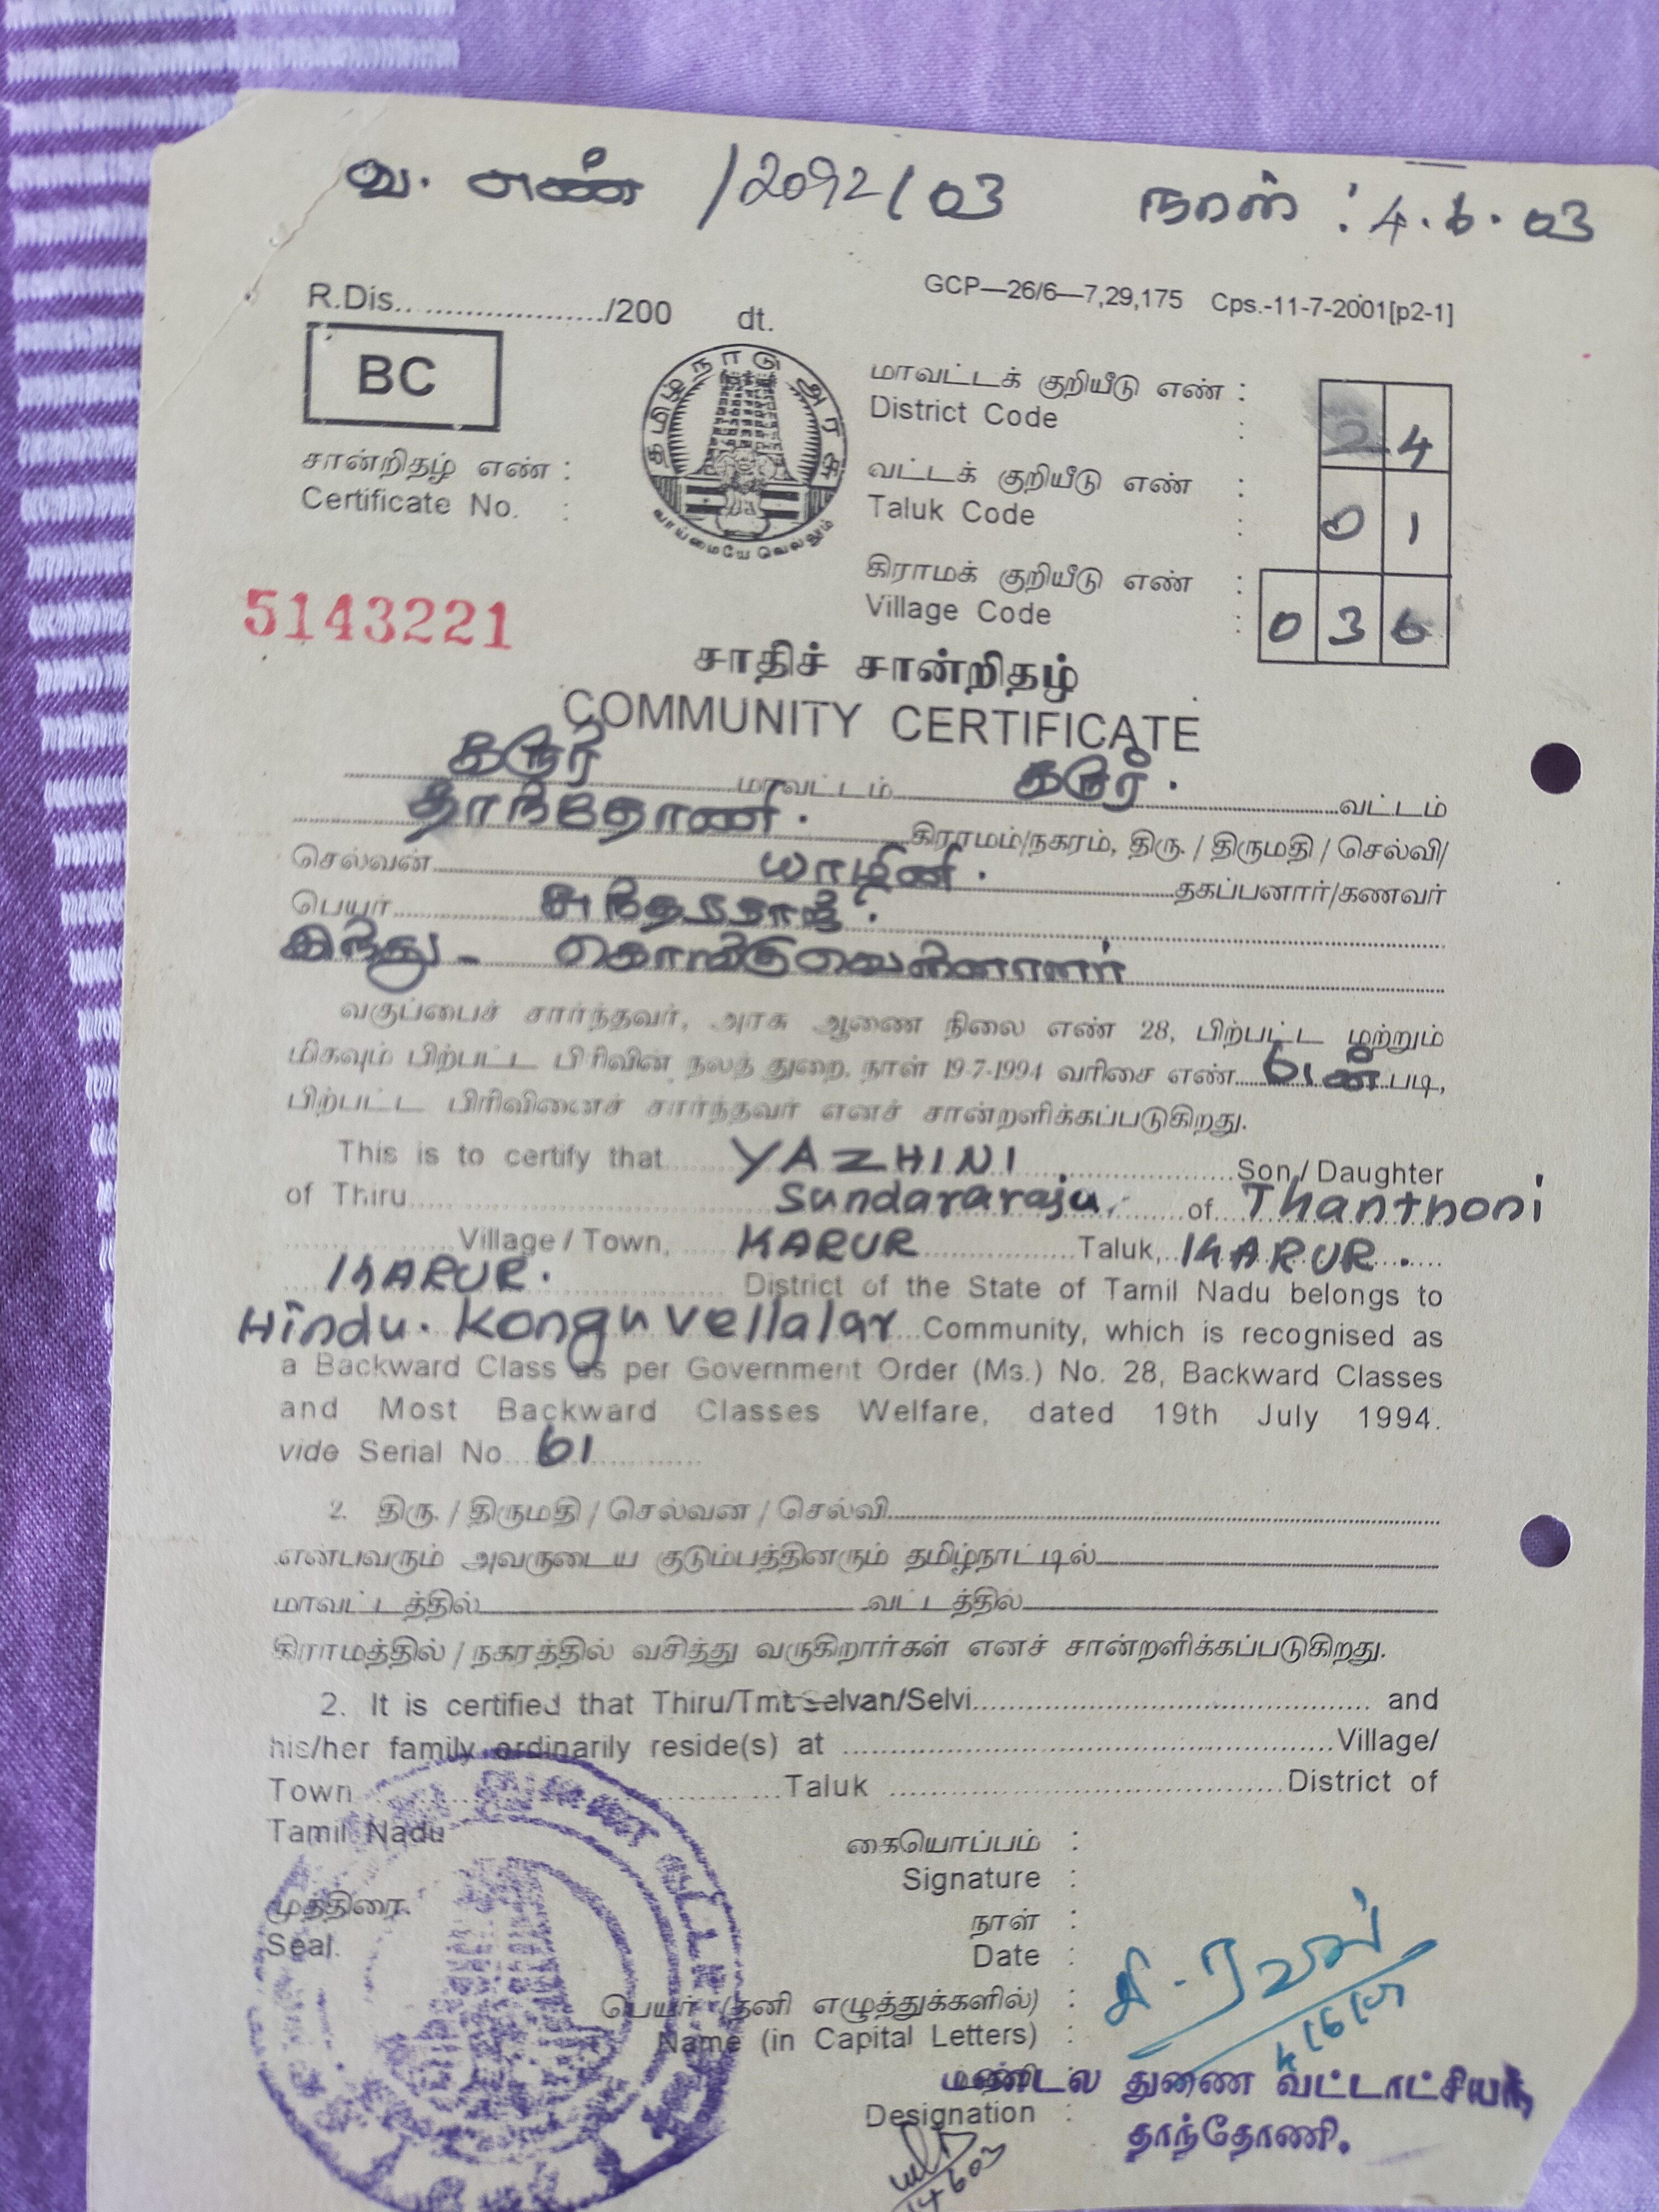 வ. எண் /2092/03 நாள் : 4.6.03
GCP—26/6—7,29,175 Cps.-11-7-2001[p2-1]
R.Dis......................./200 dt.
BC
தமிழ்நாடு அரசு
வாய்மையே வெல்லும்
மாவட்டக் குறியீடு எண் : 24
District Code :
சான்றிதழ் எண் :
Certificate No. :
வட்டக் குறியீடு எண் : 01
Taluk Code :
கிராமக் குறியீடு எண் : 036
Village Code :
5143221
சாதிச் சான்றிதழ்
COMMUNITY CERTIFICATE
கரூர் மாவட்டம் கரூர். வட்டம்
தாந்தோணி. கிராமம்/நகரம், திரு. / திருமதி / செல்வி/
செல்வன் யாழினி. தகப்பனார்/கணவர்
பெயர்
இந்து - கொங்குவெள்ளாளர்
வகுப்பைச் சார்ந்தவர், அரசு ஆணை நிலை எண் 28, பிற்பட்ட மற்றும்
மிகவும் பிற்பட்ட பிரிவின் நலத் துறை. நாள் 19-7-1994 வரிசை எண் 61ன் படி,
பிற்பட்ட பிரிவினைச் சார்ந்தவர் எனச் சான்றளிக்கப்படுகிறது.
This is to certify that YAZHINI Son / Daughter
of Thiru Sundararaju, of Thanthoni
Village / Town, KARUR Taluk, KARUR.
KARUR. District of the State of Tamil Nadu belongs to
Hindu. Konguvellalar Community, which is recognised as
a Backward Class as per Government Order (Ms.) No. 28, Backward Classes
and Most Backward Classes Welfare, dated 19th July 1994.
vide Serial No 61
2. திரு. / திருமதி / செல்வன் / செல்வி
என்பவரும் அவருடைய குடும்பத்தினரும் தமிழ்நாட்டில்
மாவட்டத்தில் வட்டத்தில்
கிராமத்தில் / நகரத்தில் வசித்து வருகிறார்கள் எனச் சான்றளிக்கப்படுகிறது.
2. It is certified that Thiru/Tmt Selvan/Selvi and
his/her family ordinarily reside(s) at Village/
Town Taluk District of
Tamil Nadu
கையொப்பம் :
Signature :
முத்திரை.
Seal.
நாள் :
Date :
பெயர் (தனி எழுத்துக்களில்) :
Name (in Capital Letters) :
மண்டல துணை வட்டாட்சியர்,
Designation :
தாந்தோணி.